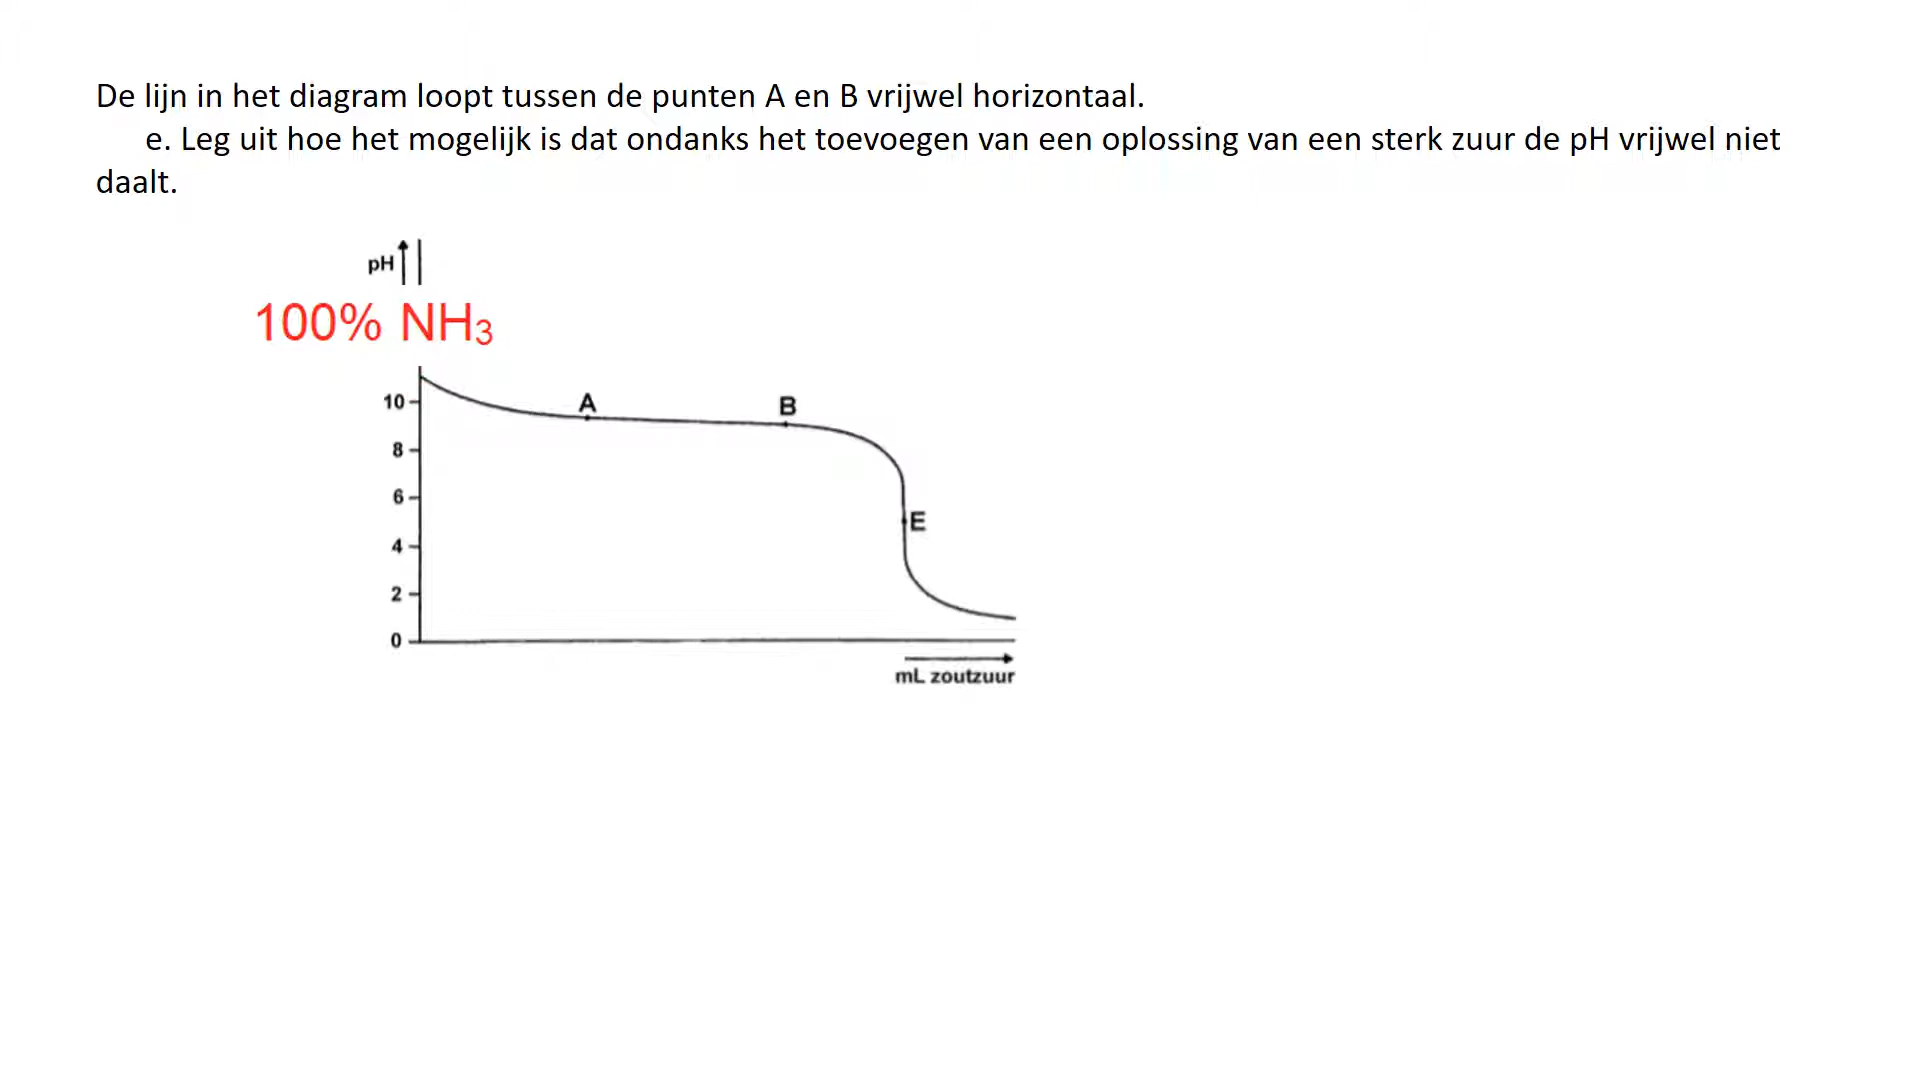 De lijn in het diagram loopt tussen de punten A en B vrijwel horizontaal.
e. Leg uit hoe het mogelijk is dat ondanks het toevoegen van een oplossing van een sterk zuur de pH vrijwel niet
daalt.
pH
100% NH₃
10
A
B
8
6
E
4
2
0
mL zoutzuur